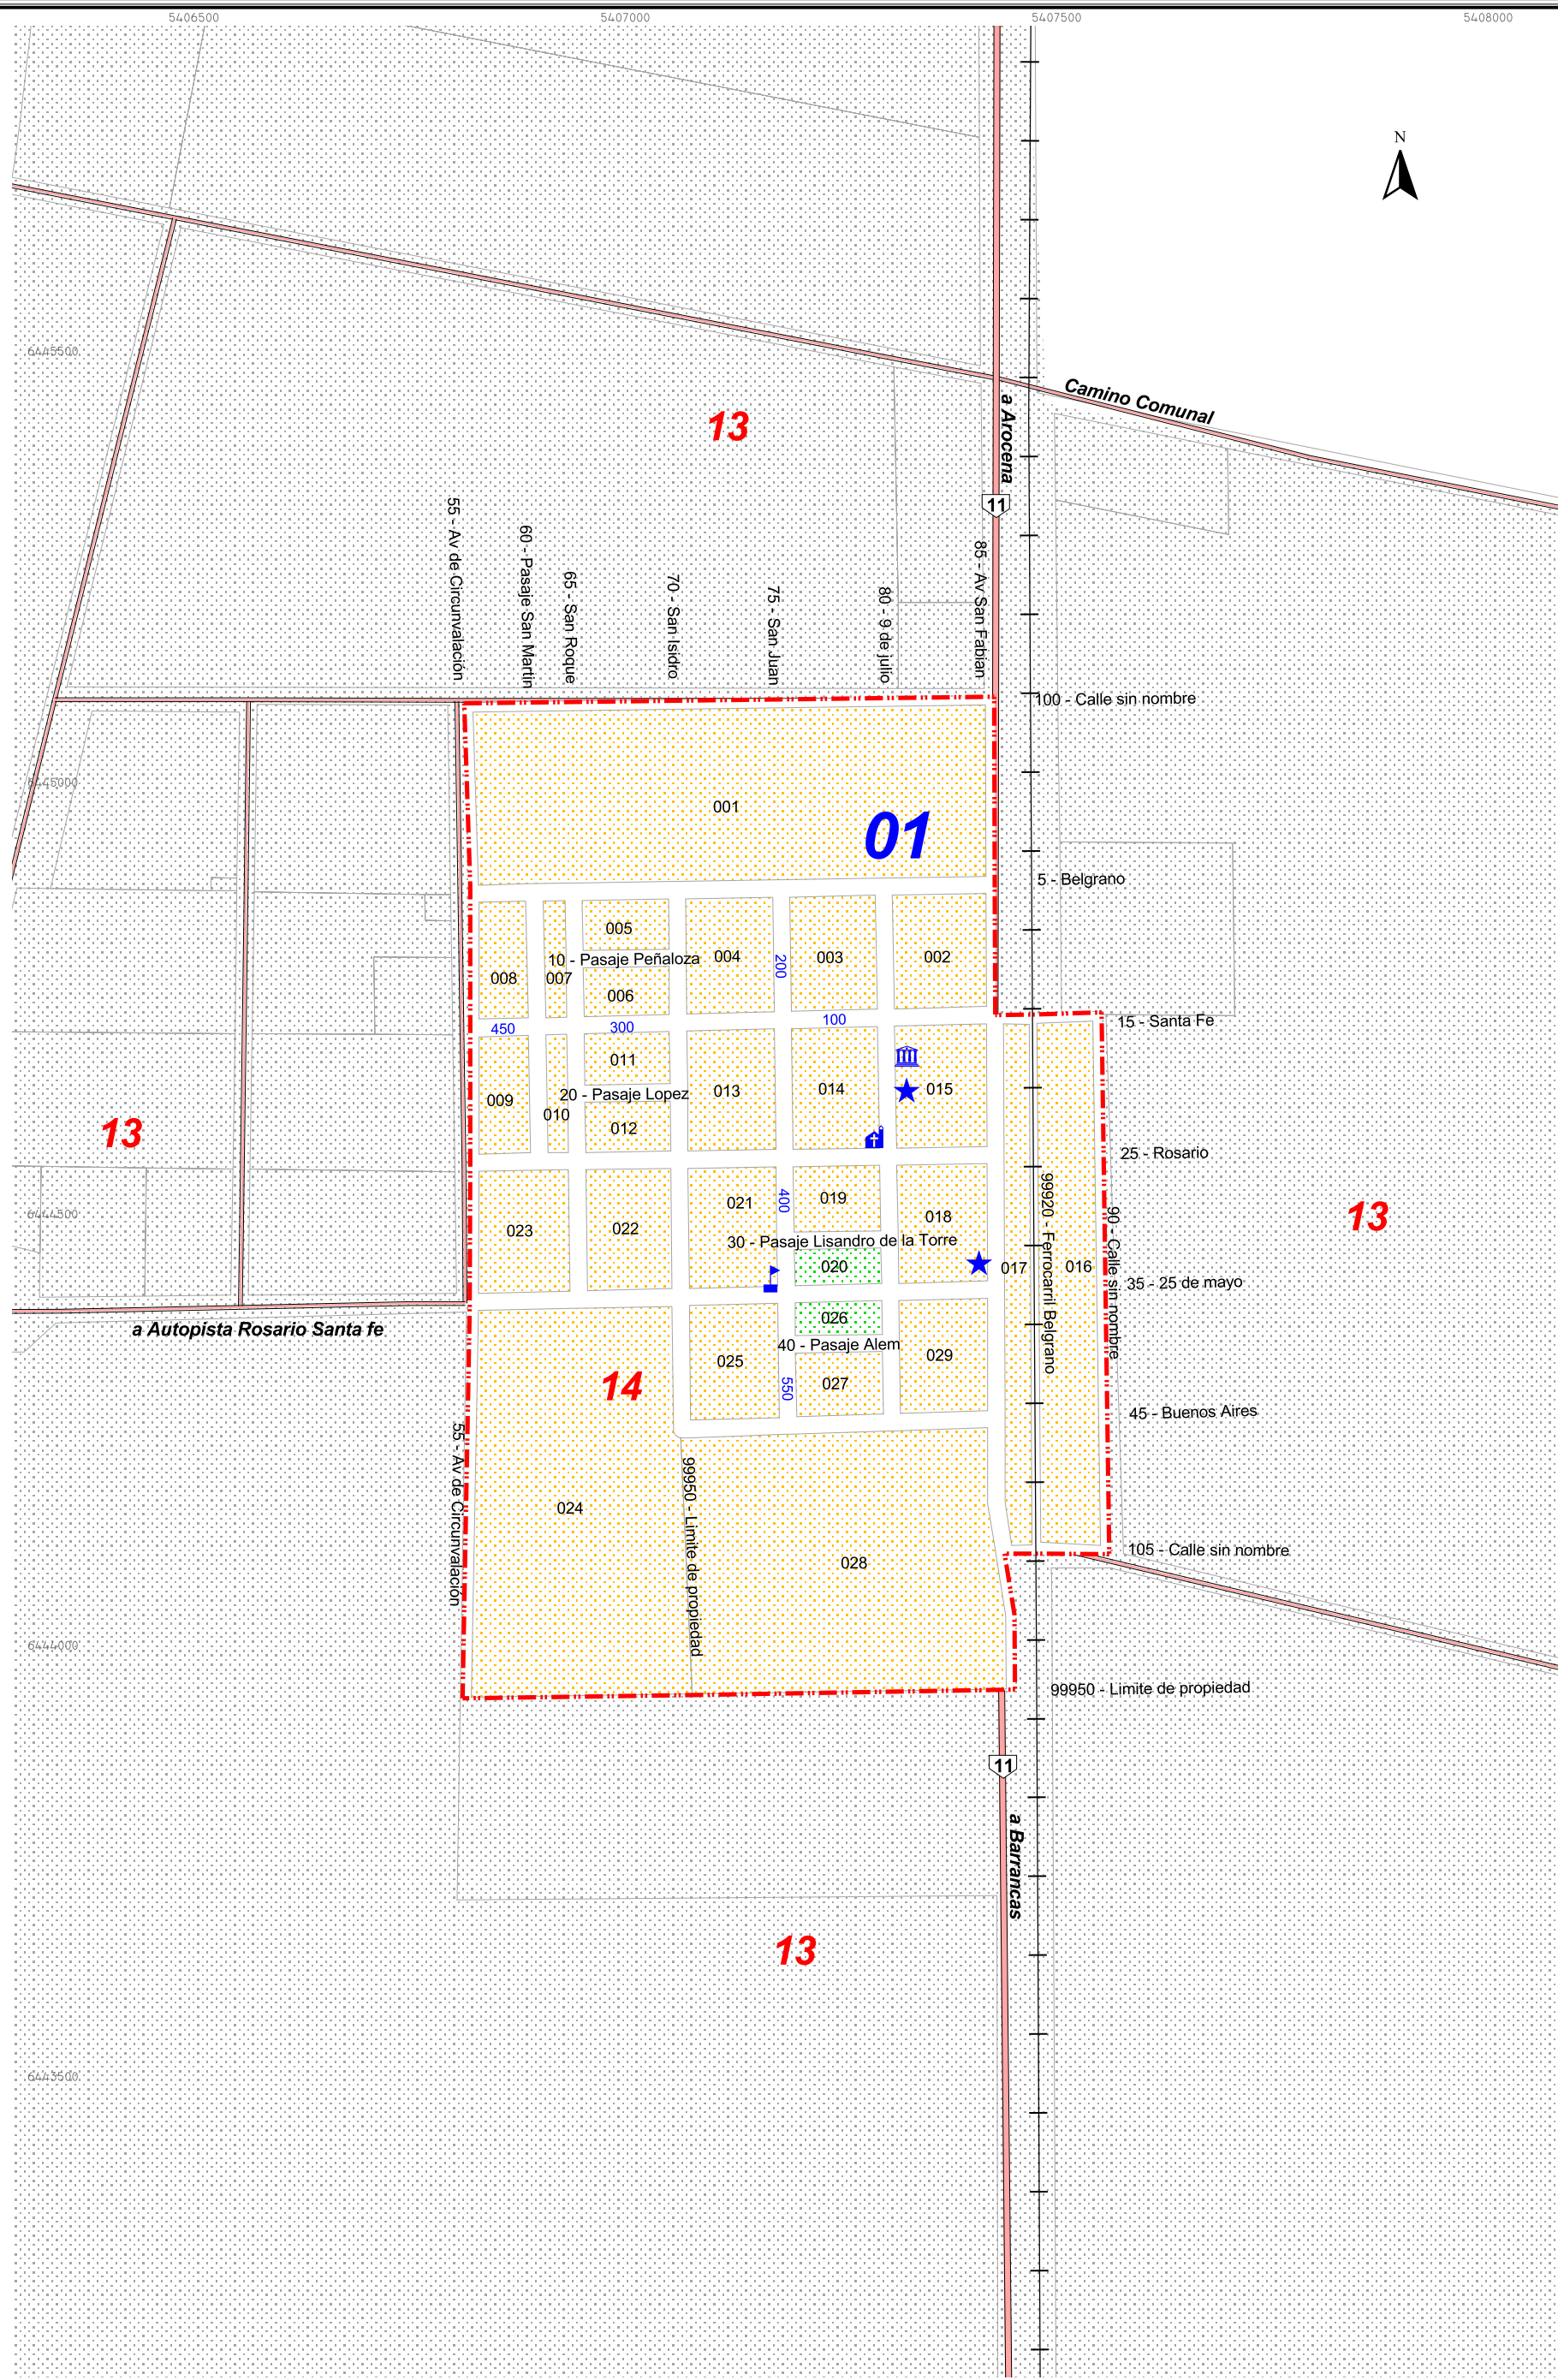 5406500
5407000
5407500
5408000
N
6445500
Camino Comunal
a Arocena
13
11
55 - Av de Circunvalación
60 - Pasaje San Martin
65 - San Roque
70 - San Isidro
75 - San Juan
80 - 9 de julio
85 - Av San Fabian
100 - Calle sin nombre
6445000
001
01
5 - Belgrano
005
10 - Pasaje Peñaloza
004
200
003
002
008
007
006
450
300
100
15 - Santa Fe
011
009
010
20 - Pasaje Lopez
012
013
014
015
13
25 - Rosario
6444500
023
022
021
400
019
018
30 - Pasaje Lisandro de la Torre
020
017
99920 - Ferrocarril Belgrano
016
90 - Calle sin nombre
13
35 - 25 de mayo
a Autopista Rosario Santa fe
026
40 - Pasaje Alem
025
14
550
027
029
45 - Buenos Aires
55 - Av de Circunvalación
99950 - Limite de propiedad
024
028
105 - Calle sin nombre
6444000
99950 - Limite de propiedad
11
a Barrancas
13
6443500